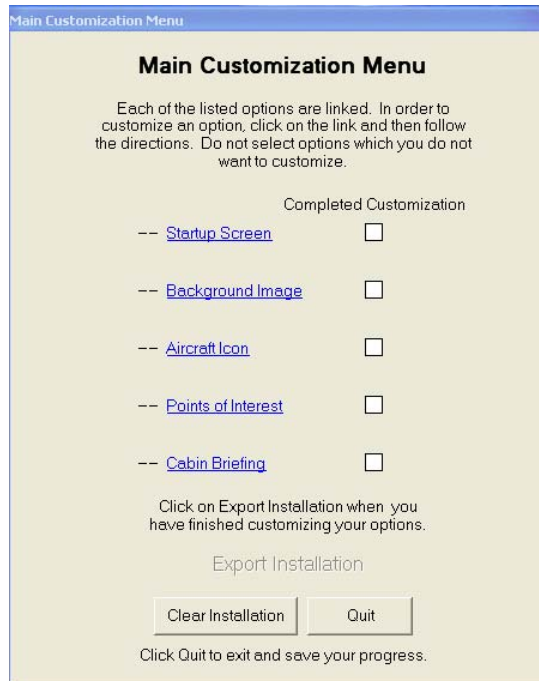 Main Customization Menu
Main Customization Menu
Each of the listed options are linked. In order to
customize an option, click on the link and then follow
the directions. Do not select options which you do not
want to customize.
Completed Customization
-- Startup Screen
-- Background Image
-- Aircraft Icon
-- Points of Interest
-- Cabin Briefing
Click on Export Installation when you
have finished customizing your options.
Export Installation
Clear Installation Quit
Click Quit to exit and save your progress.